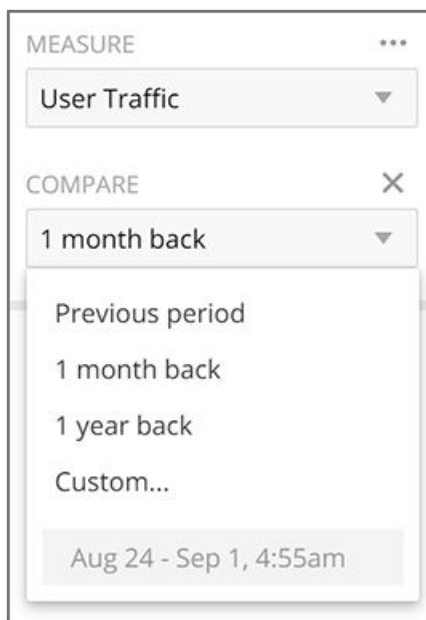 MEASURE
User Traffic
COMPARE
1 month back
Previous period
1 month back
1 year back
Custom...
Aug 24 - Sep 1, 4:55am